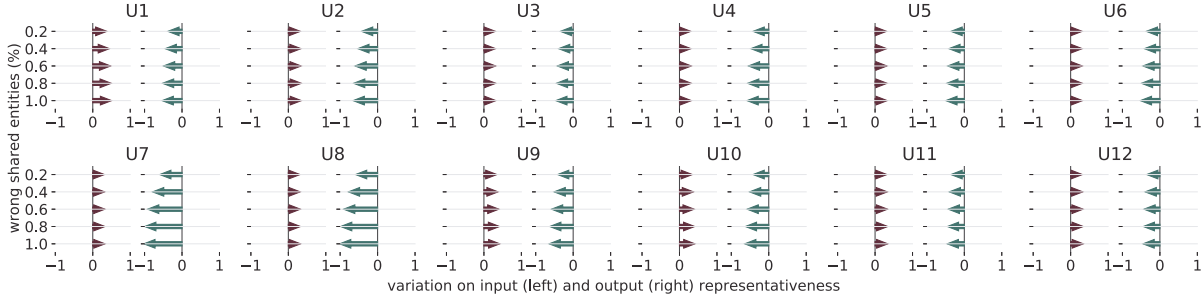 U1 U2 U3 U4 U5 U6
0.2
0.4
0.6
0.8
1.0
−1 0 1 −1 0 1 −1 0 1 −1 0 1 −1 0 1 −1 0 1 −1 0 1 −1 0 1 −1 0 1 −1 0 1 −1 0 1 −1 0 1
wrong shared entities (%)
U7 U8 U9 U10 U11 U12
0.2
0.4
0.6
0.8
1.0
−1 0 1 −1 0 1 −1 0 1 −1 0 1 −1 0 1 −1 0 1 −1 0 1 −1 0 1 −1 0 1 −1 0 1 −1 0 1 −1 0 1
variation on input (left) and output (right) representativeness